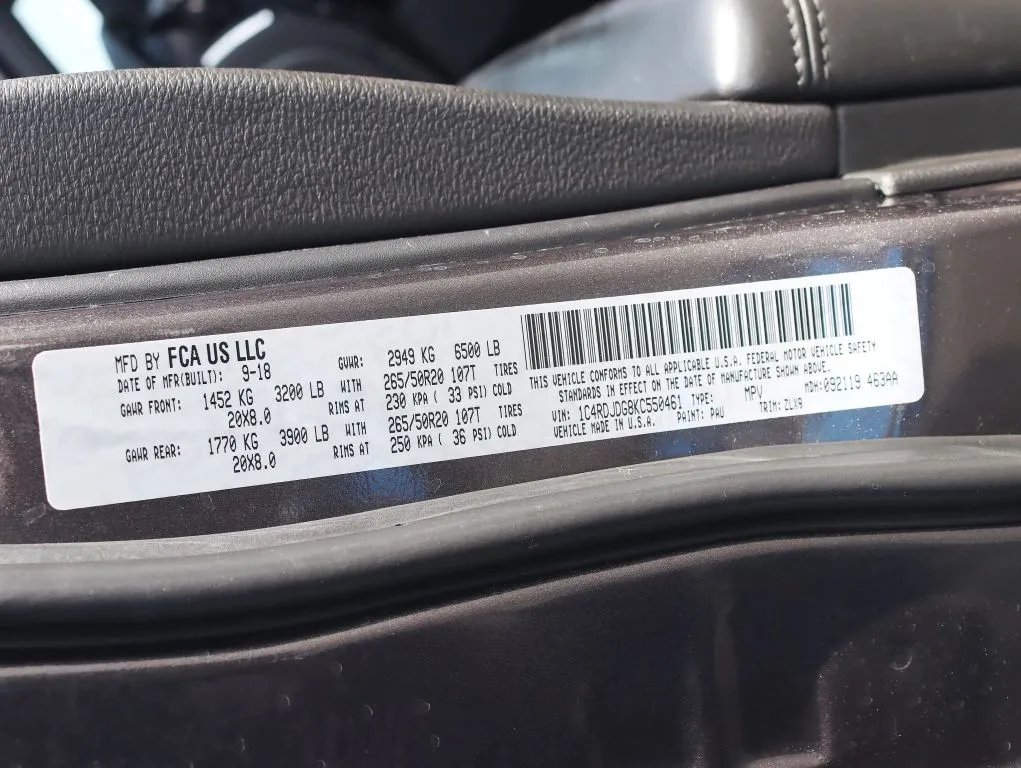 MFD BY FCA US LLC
DATE OF MFR(BUILT): 9-18
GVWR: 2949 KG 6500 LB
GAWR FRONT: 1452 KG 3200 LB WITH 265/50R20 107T TIRES
20X8.0 RIMS AT 230 KPA ( 33 PSI) COLD
GAWR REAR: 1770 KG 3900 LB WITH 265/50R20 107T TIRES
20X8.0 RIMS AT 250 KPA ( 36 PSI) COLD
THIS VEHICLE CONFORMS TO ALL APPLICABLE U.S.A. FEDERAL MOTOR VEHICLE SAFETY
STANDARDS IN EFFECT ON THE DATE OF MANUFACTURE SHOWN ABOVE.
VIN: 1C4RDJDG8KC550461 TYPE: MPV MDH:092119 463AA
VEHICLE MADE IN U.S.A. PAINT: PAU TRIM: ZLX8